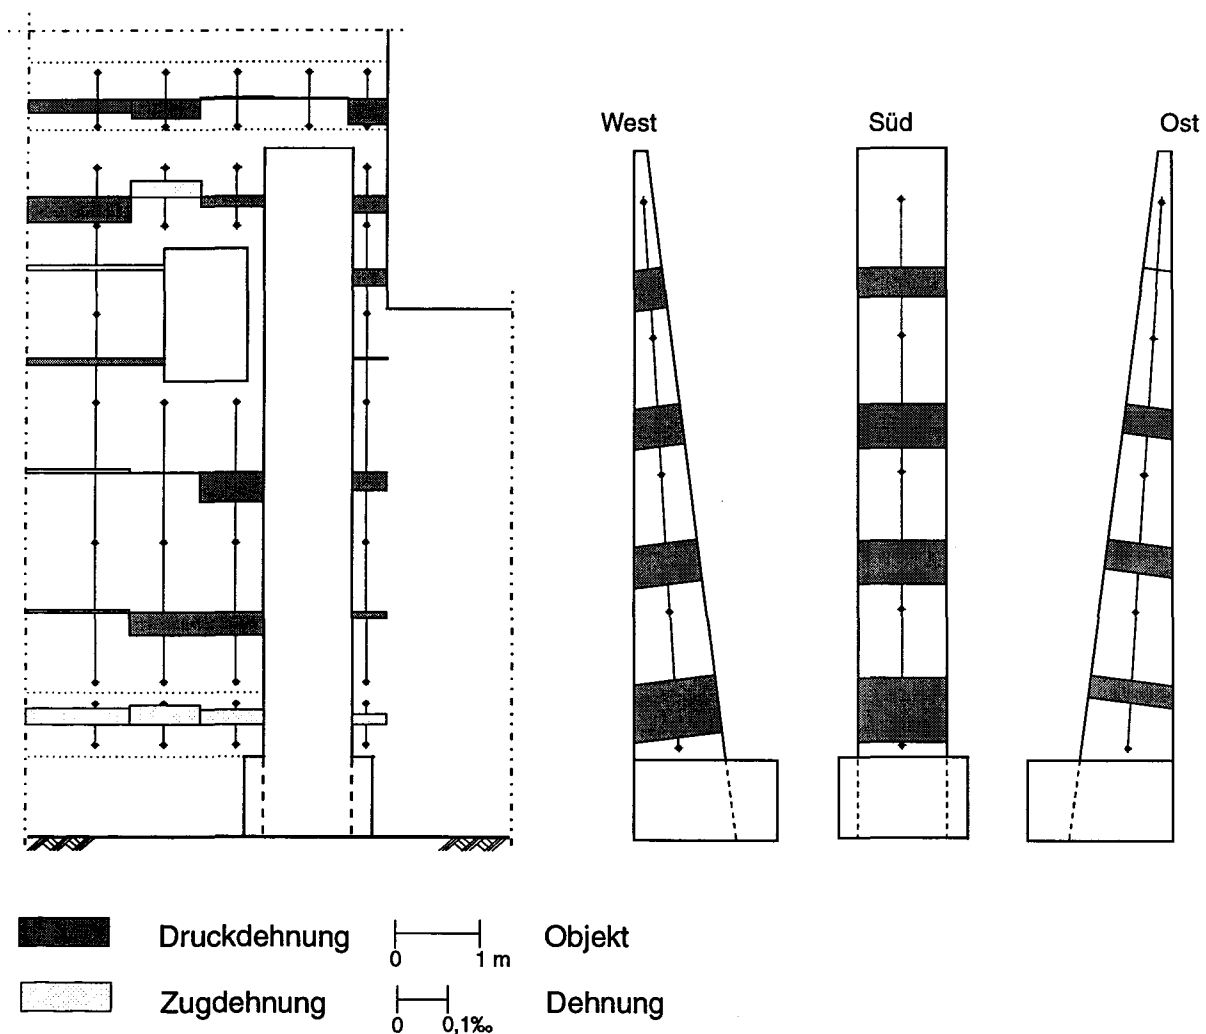 West Süd Ost
Druckdehnung 0 1 m Objekt
Zugdehnung 0 0,1‰ Dehnung